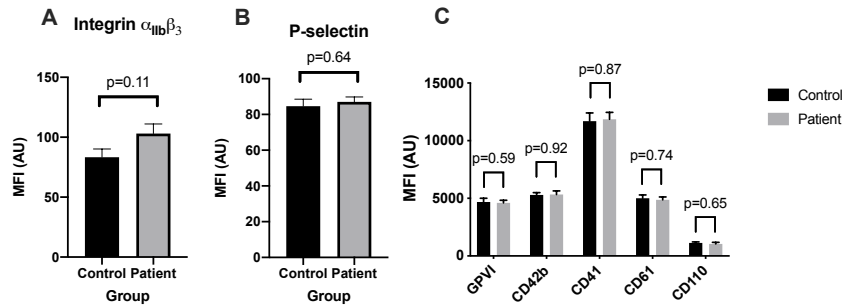 A
Integrin αIIbβ3
p=0.11
150
100
50
0
MFI (AU)
Control Patient
Group
B
P-selectin
p=0.64
100
80
60
40
20
0
MFI (AU)
Control Patient
Group
C
15000
10000
5000
0
MFI (AU)
p=0.59
p=0.92
p=0.87
p=0.74
p=0.65
GPVI
CD42b
CD41
CD61
CD110
Control
Patient